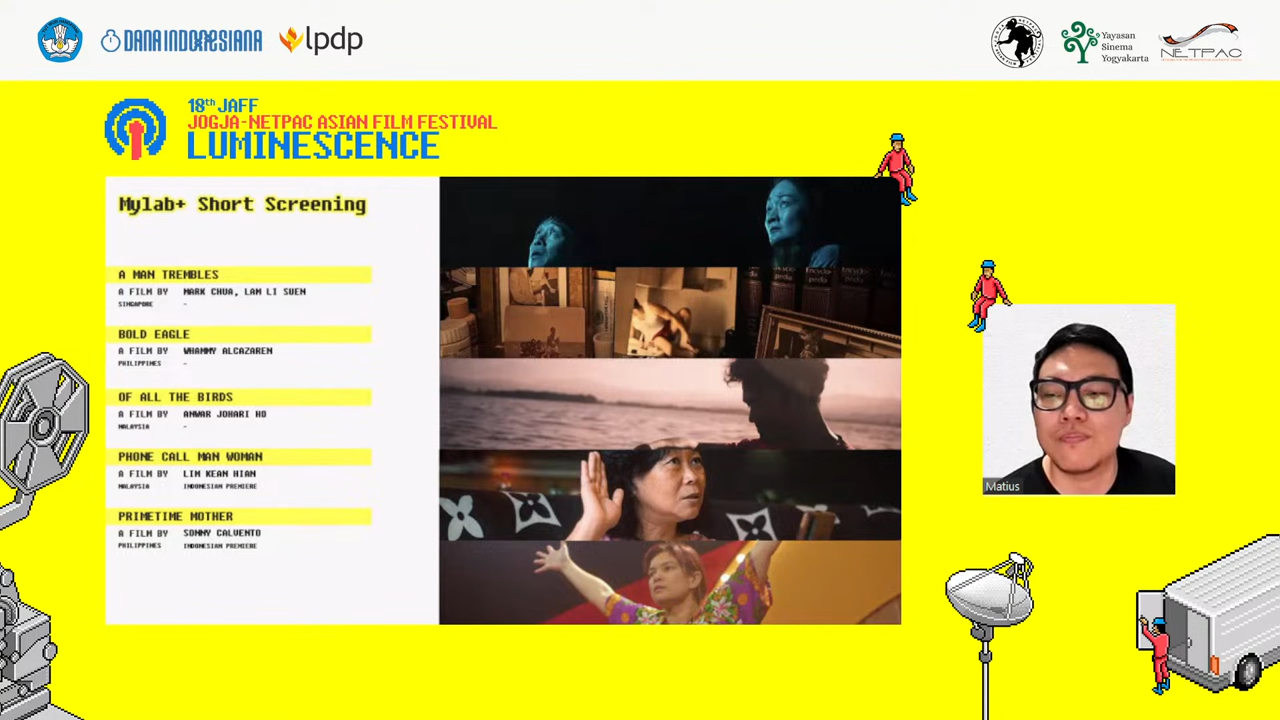 DANA INDONESIANA
lpdp
Yayasan
Sinema
Yogyakarta
NETPAC
18th JAFF
JOGJA-NETPAC ASIAN FILM FESTIVAL
LUMINESCENCE
Mylab+ Short Screening
A MAN TREMBLES
A FILM BY MARK CHUA, LAM LI SUEN
SINGAPORE -
BOLD EAGLE
A FILM BY WHAMMY ALCAZAREN
PHILIPPINES -
OF ALL THE BIRDS
A FILM BY ANWAR JOHARI HO
MALAYSIA -
PHONE CALL MAN WOMAN
A FILM BY LIM KEAN HIAN
MALAYSIA INDONESIAN PREMIERE
PRIMETIME MOTHER
A FILM BY SONNY CALVENTO
PHILIPPINES INDONESIAN PREMIERE
Matius